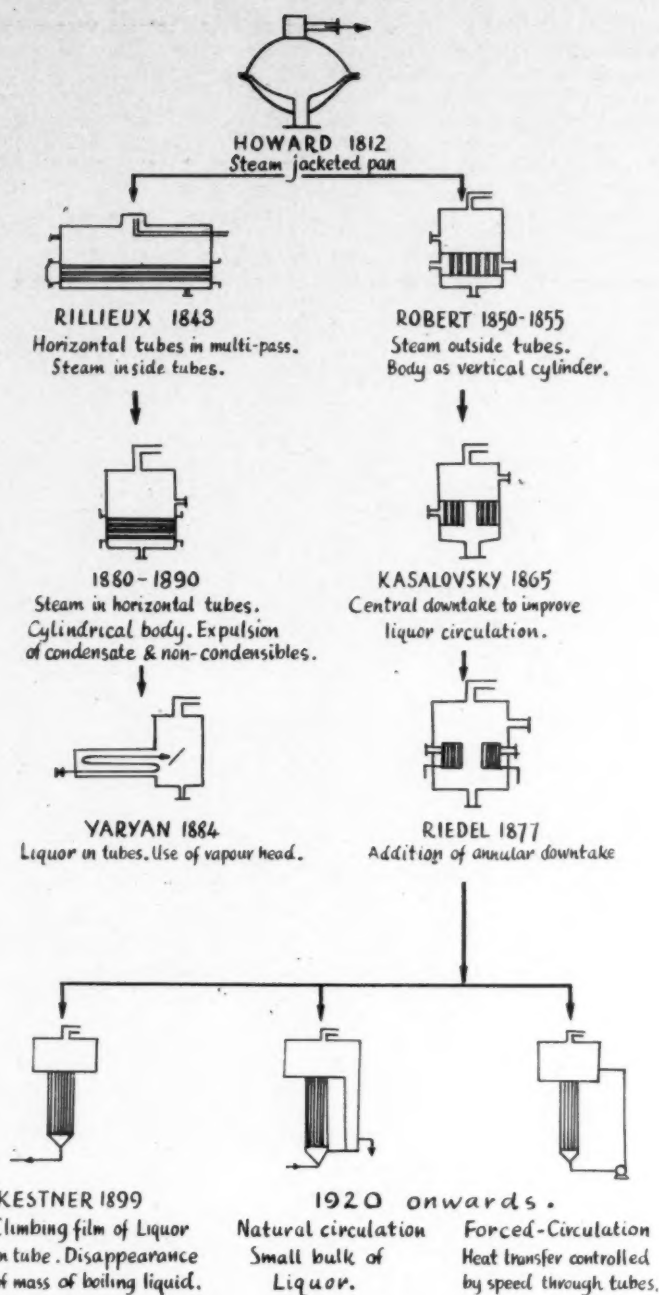 HOWARD 1812
Steam jacketed pan
RILLIEUX 1843
Horizontal tubes in multi-pass.
Steam inside tubes.
ROBERT 1850-1855
Steam outside tubes.
Body as vertical cylinder.
1880-1890
Steam in horizontal tubes.
Cylindrical body. Expulsion
of condensate & non-condensibles.
KASALOVSKY 1865
Central downtake to improve
liquor circulation.
YARYAN 1884
Liquor in tubes. Use of vapour head.
RIEDEL 1877
Addition of annular downtake
KESTNER 1899
Climbing film of Liquor
in tube. Disappearance
of mass of boiling liquid.
1920 onwards.
Natural circulation
Small bulk of
Liquor.
Forced-Circulation
Heat transfer controlled
by speed through tubes.